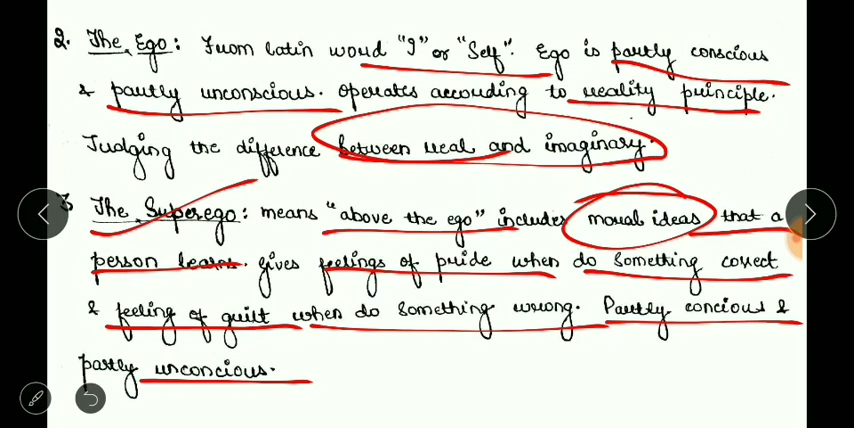 2. The Ego: From latin word "I" or "Self". Ego is partly conscious
& partly unconscious. operates according to reality principle.
Judging the difference between real and imaginary.
3. The Superego: means "above the ego" includes moral ideas that a
person learns. gives feelings of pride when do something correct
& feeling of guilt when do something wrong. Partly concious &
partly unconcious.